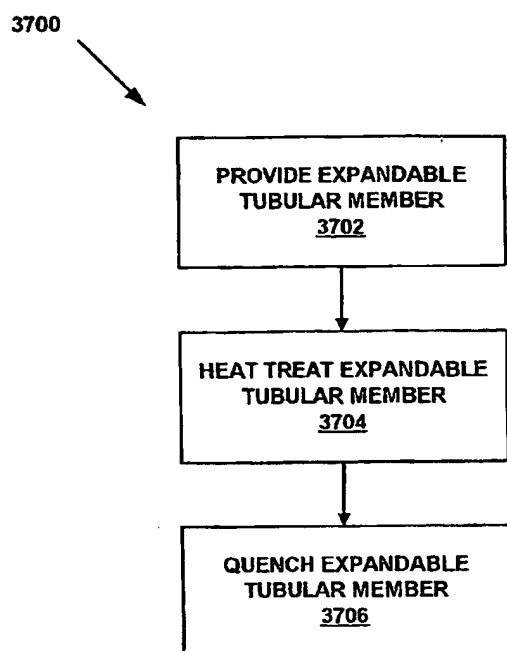 3700
PROVIDE EXPANDABLE
TUBULAR MEMBER
3702
HEAT TREAT EXPANDABLE
TUBULAR MEMBER
3704
QUENCH EXPANDABLE
TUBULAR MEMBER
3706